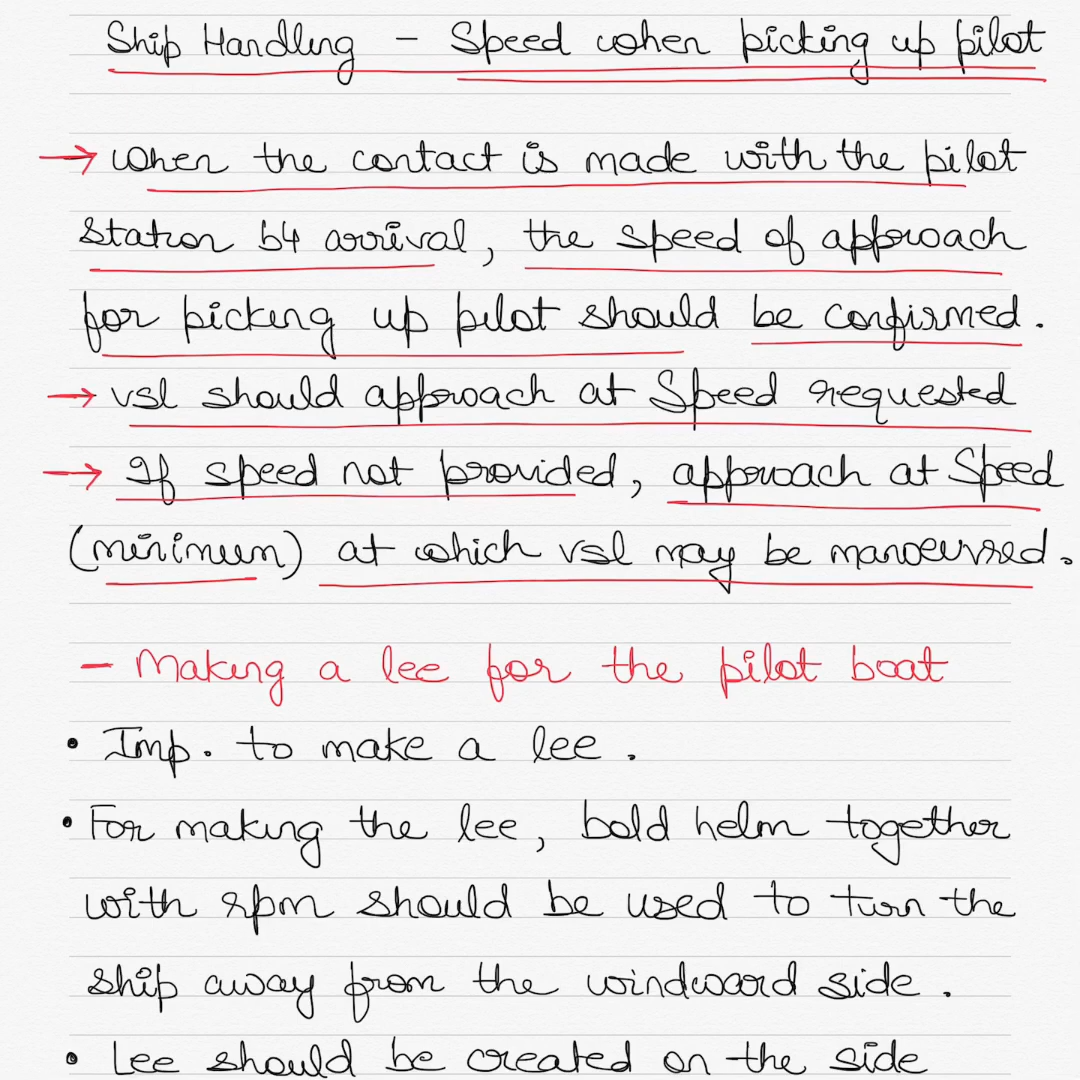 Ship Handling - Speed when picking up pilot
→ when the contact is made with the pilot
station b4 arrival, the speed of approach
for picking up pilot should be confirmed.
→ vsl should approach at Speed requested
→ If speed not provided, approach at Speed
(minimum) at which vsl may be manoeuvred.
- Making a lee for the pilot boat
• Imp. to make a lee.
• For making the lee, bold helm together
with rpm should be used to turn the
ship away from the windward side.
• Lee should be created on the side